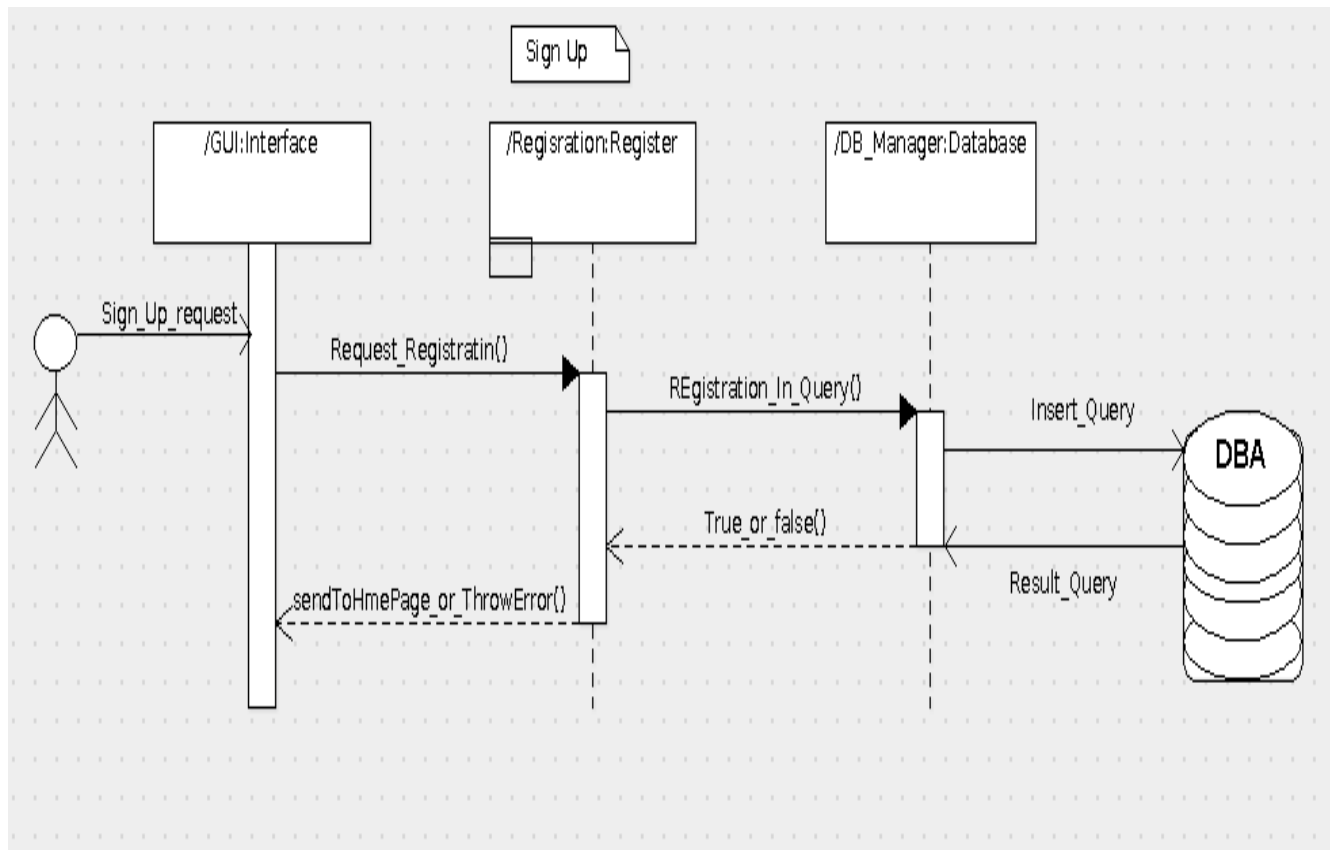 Sign Up
/GUI:Interface
/Regisration:Register
/DB_Manager:Database
Sign_Up_request
Request_Registratin()
REgistration_In_Query()
Insert_Query
DBA
True_or_false()
Result_Query
sendToHmePage_or_ThrowError()